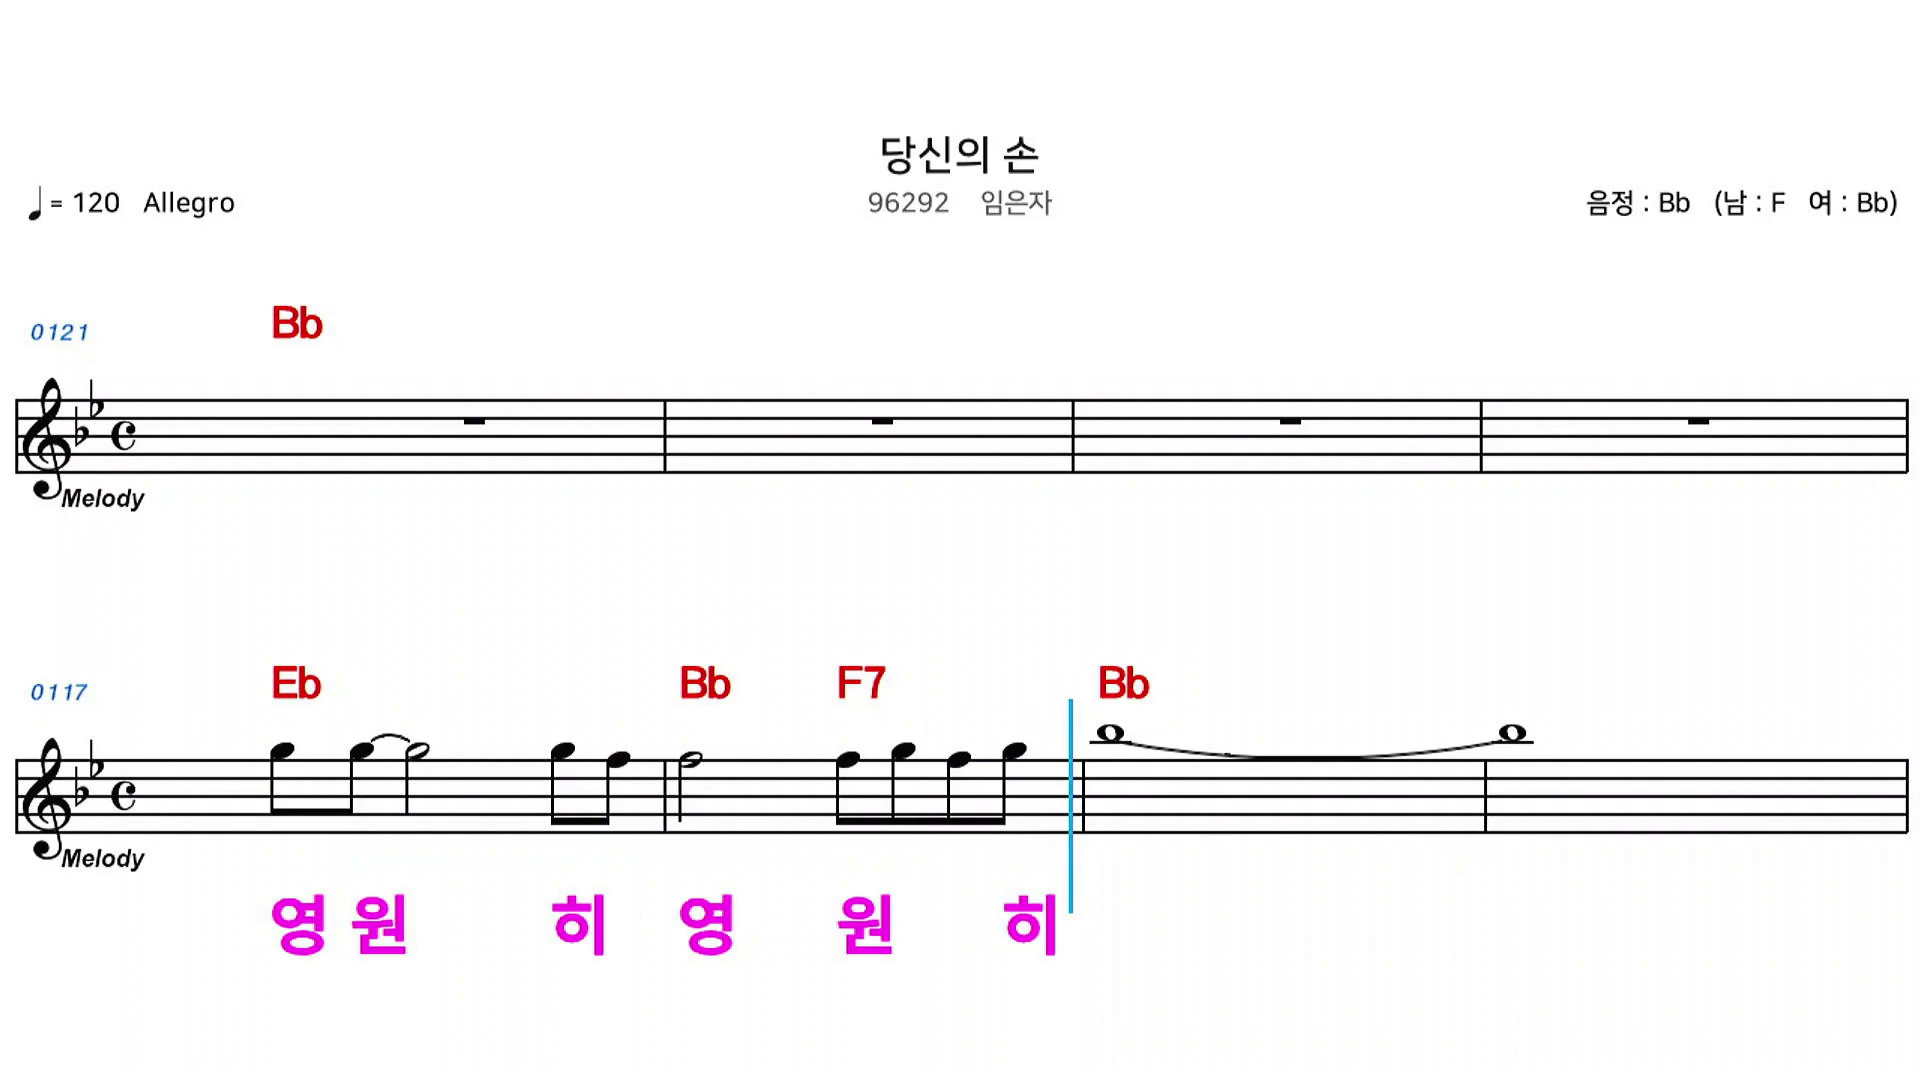 당신의 손
♩= 120 Allegro
96292 임은자
음정 : Bb (남 : F 여 : Bb)
0121 Bb
Melody
0117 Eb Bb F7 Bb
Melody
영 원 히 영 원 히